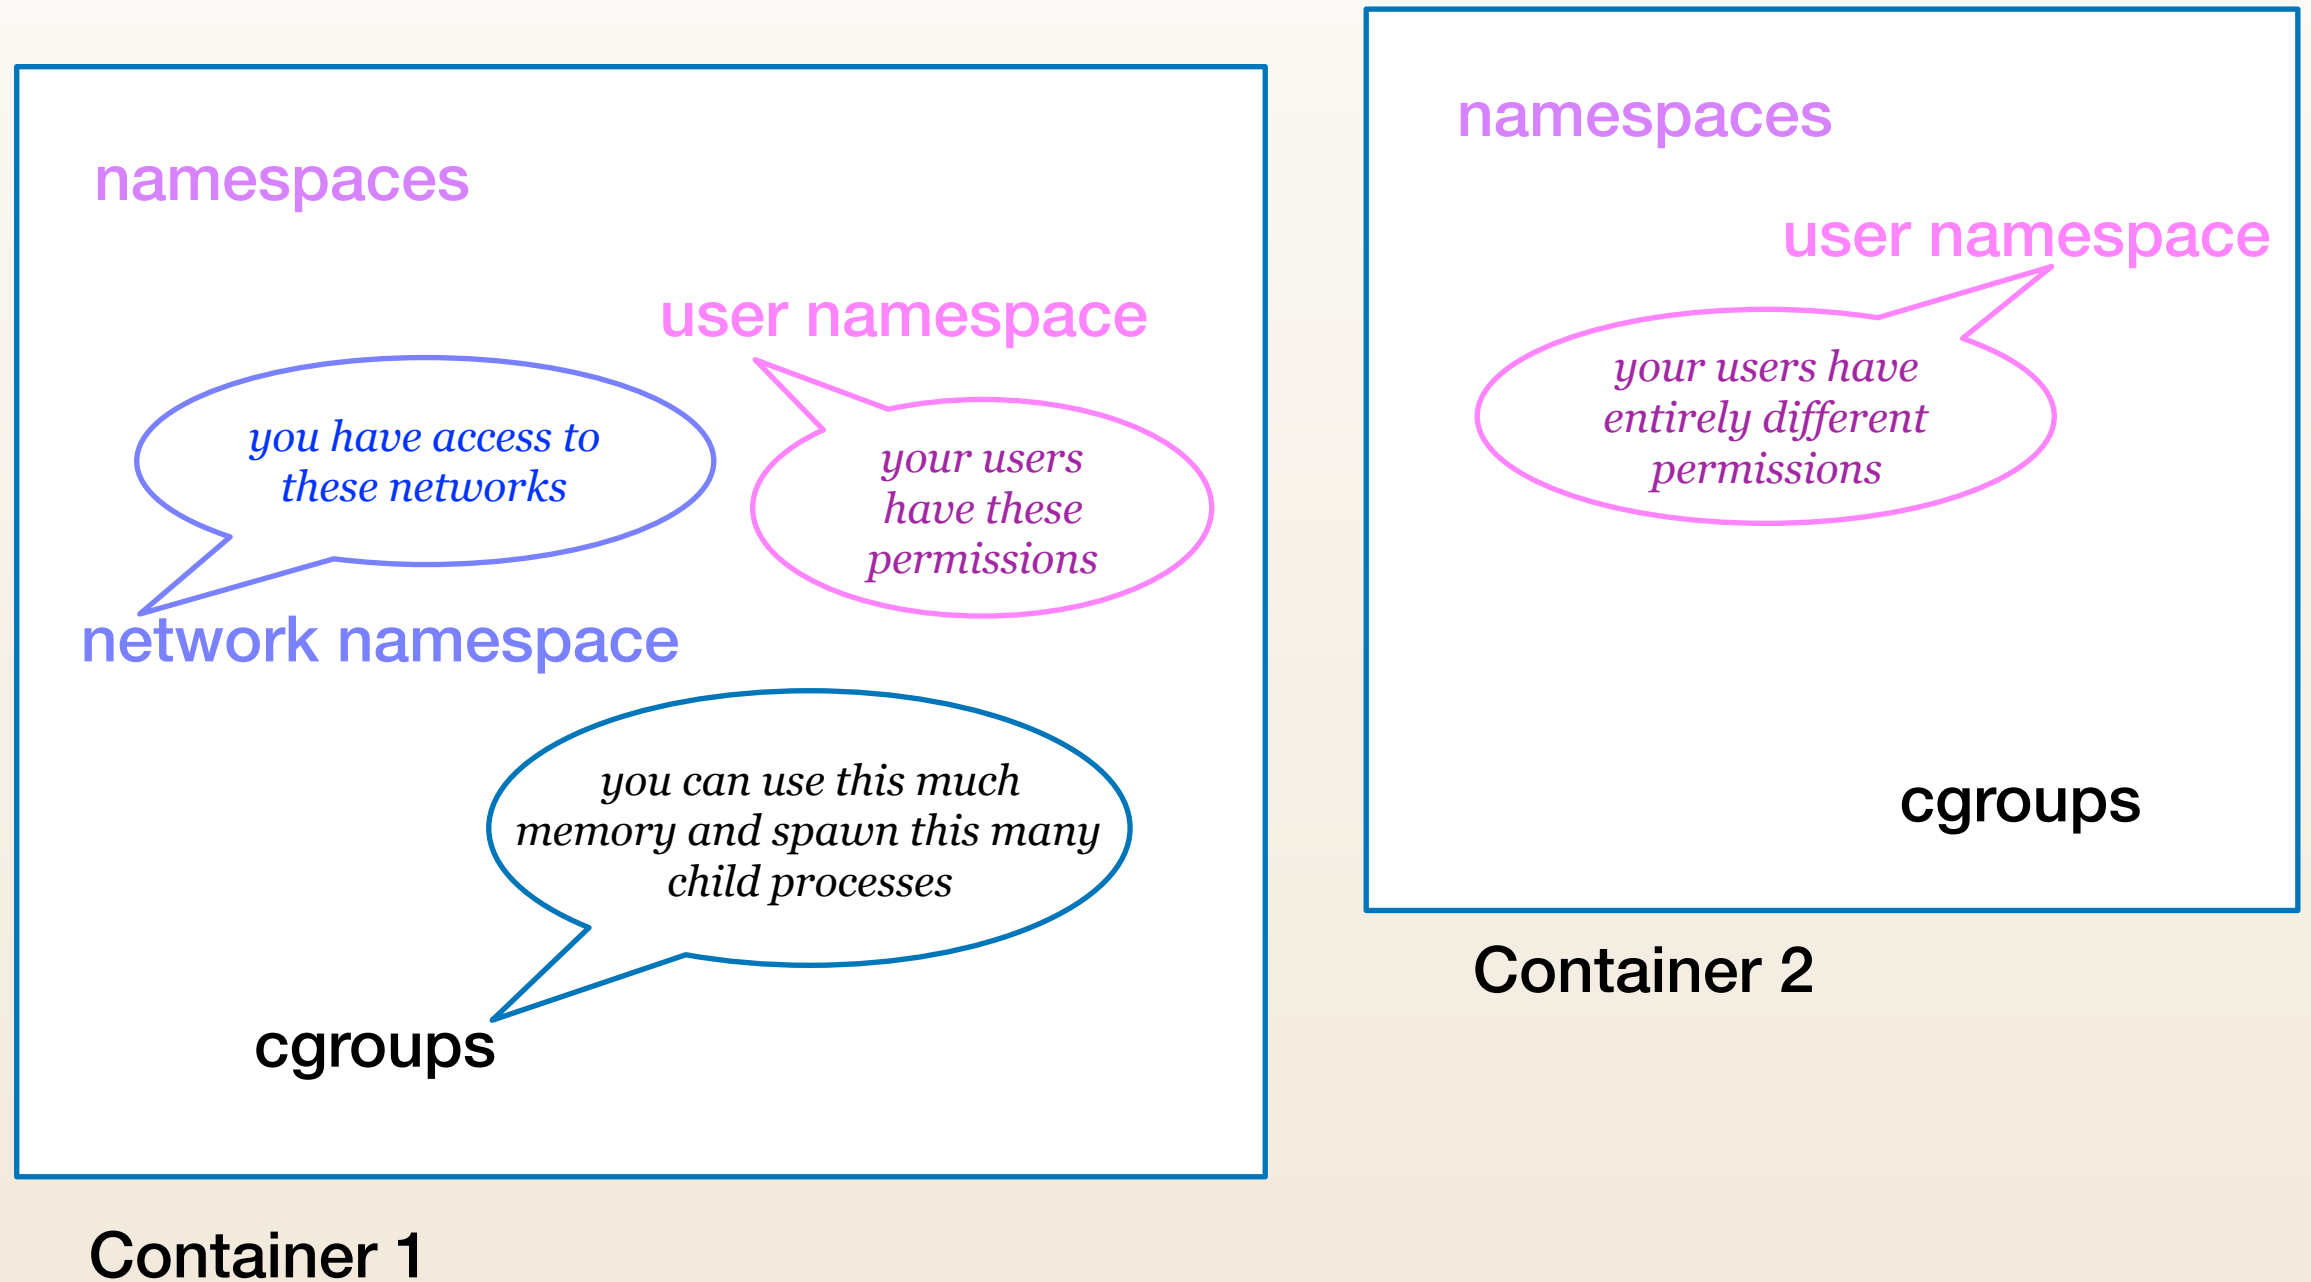 namespaces
user namespace
you have access to
these networks
your users
have these
permissions
network namespace
you can use this much
memory and spawn this many
child processes
cgroups
Container 1
namespaces
user namespace
your users have
entirely different
permissions
cgroups
Container 2